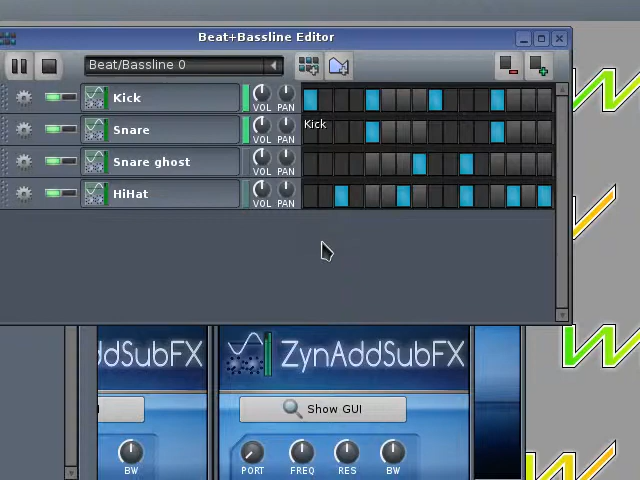 Beat+Bassline Editor
Beat/Bassline 0
Kick
VOL PAN
Kick
Snare
VOL PAN
Snare ghost
VOL PAN
HiHat
VOL PAN
ddSubFX
ZynAddSubFX
Show GUI
BW
PORT FREQ RES BW